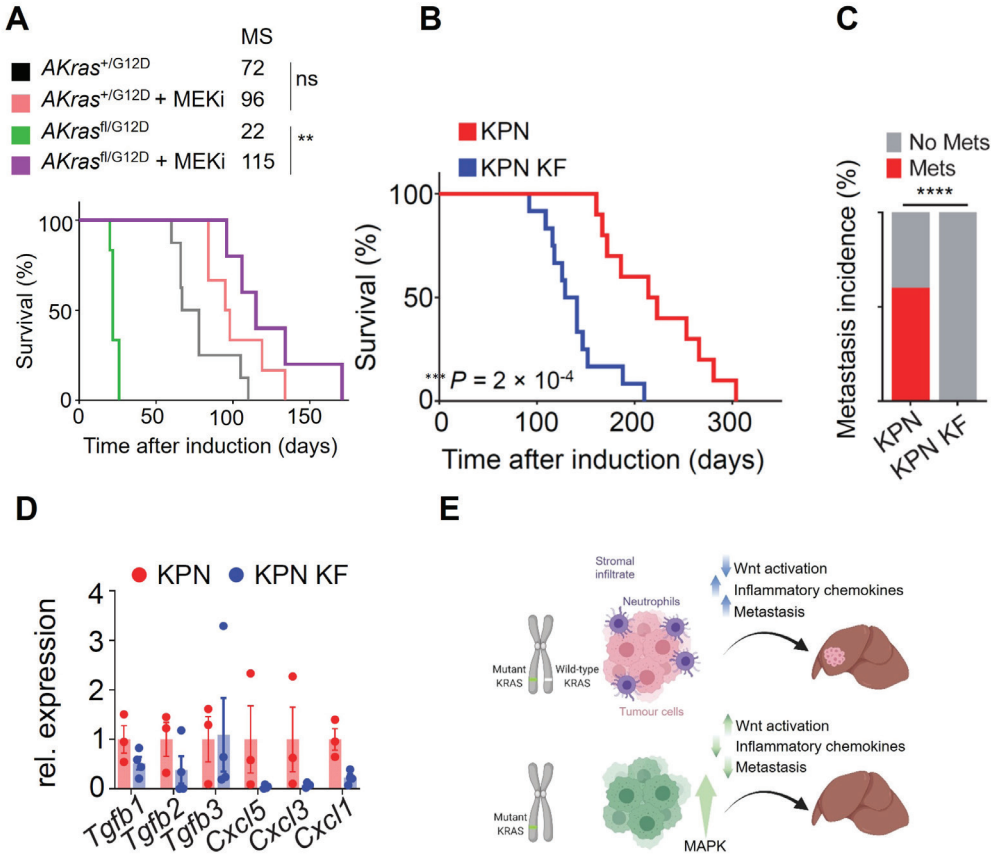 A
MS
AKras+/G12D 72
AKras+/G12D + MEKi 96
ns
AKrasfl/G12D 22
AKrasfl/G12D + MEKi 115
**
Survival (%)
100
50
0
0 50 100 150
Time after induction (days)
B
KPN
KPN KF
Survival (%)
100
50
0
*** P = 2 × 10-4
0 100 200 300
Time after induction (days)
C
No Mets
Mets
****
Metastasis incidence (%)
KPN
KPN KF
D
KPN
KPN KF
rel. expression
4
3
2
1
0
Tgfb1
Tgfb2
Tgfb3
Cxcl5
Cxcl3
Cxcl1
E
Stromal
infiltrate
Neutrophils
Mutant
KRAS
Wild-type
KRAS
Tumour cells
Wnt activation
Inflammatory chemokines
Metastasis
Mutant
KRAS
MAPK
Wnt activation
Inflammatory chemokines
Metastasis